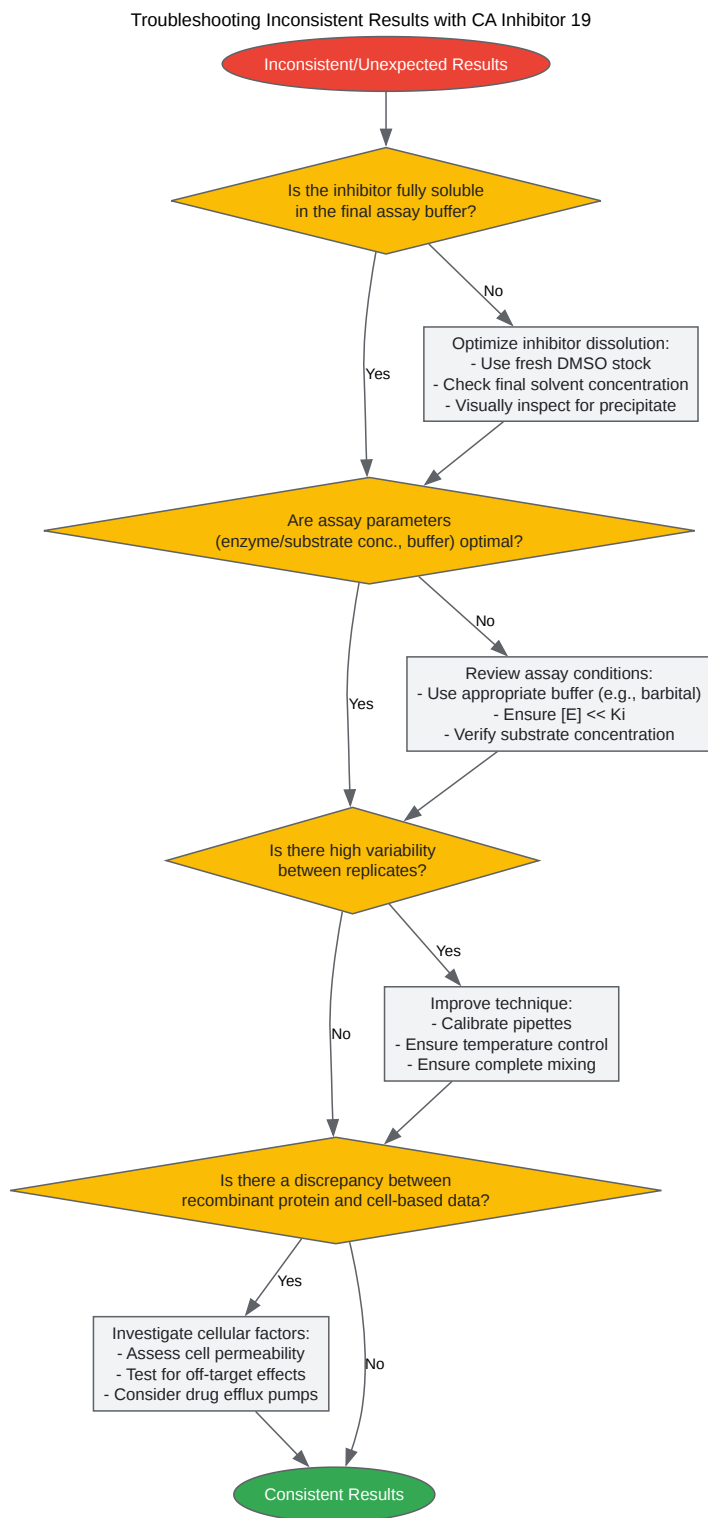 Troubleshooting Inconsistent Results with CA Inhibitor 19
Inconsistent/Unexpected Results
Is the inhibitor fully soluble
in the final assay buffer?
No
Optimize inhibitor dissolution:
- Use fresh DMSO stock
- Check final solvent concentration
- Visually inspect for precipitate
Yes
Are assay parameters
(enzyme/substrate conc., buffer) optimal?
No
Review assay conditions:
- Use appropriate buffer (e.g., barbital)
- Ensure [E] << Ki
- Verify substrate concentration
Yes
Is there high variability
between replicates?
Yes
Improve technique:
- Calibrate pipettes
- Ensure temperature control
- Ensure complete mixing
No
Is there a discrepancy between
recombinant protein and cell-based data?
Yes
Investigate cellular factors:
- Assess cell permeability
- Test for off-target effects
- Consider drug efflux pumps
No
Consistent Results